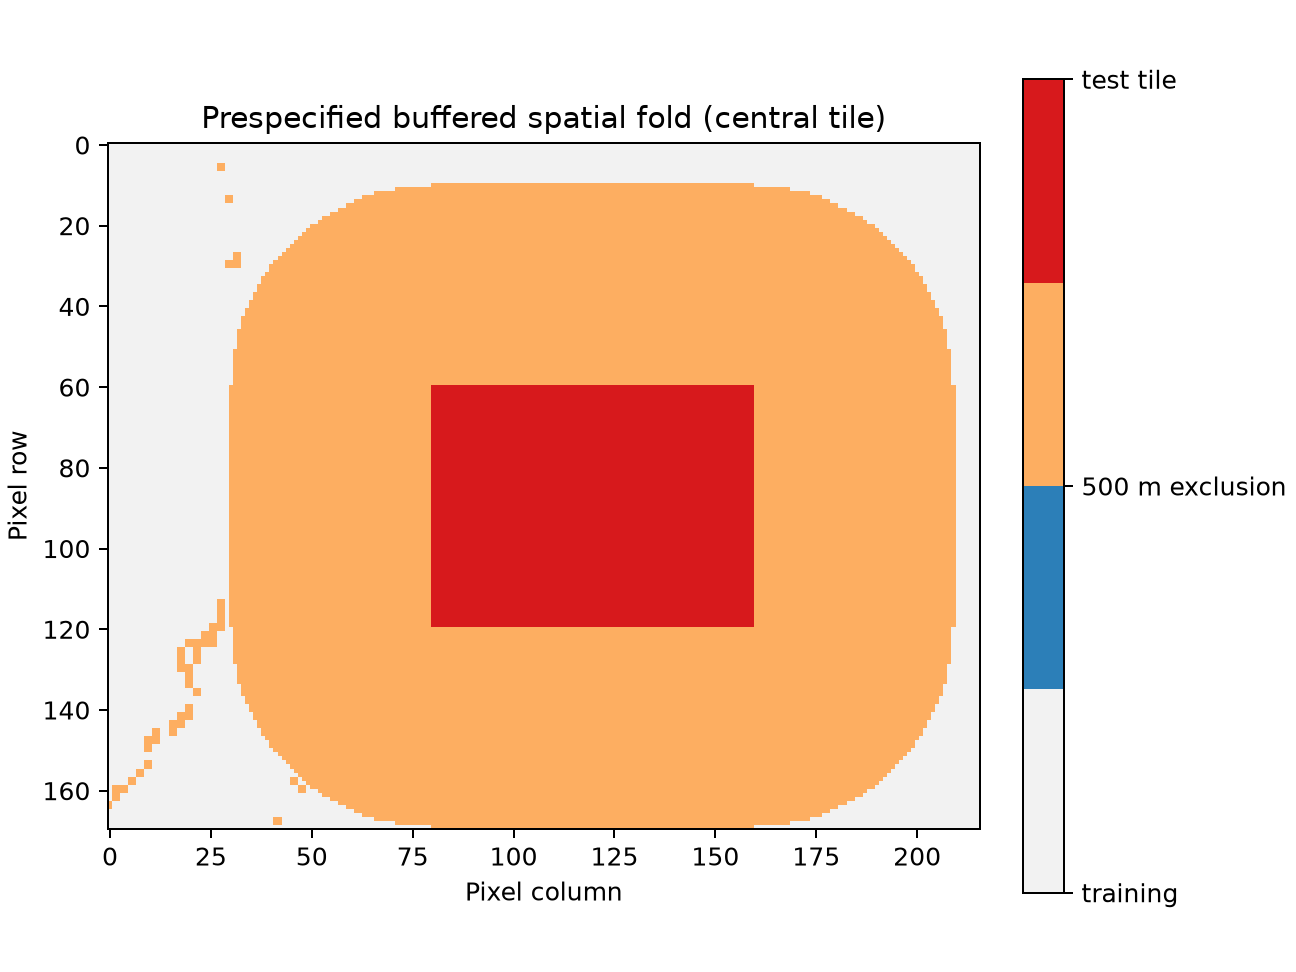 Prespecified buffered spatial fold (central tile)
test tile
500 m exclusion
training
Pixel row
0
20
40
60
80
100
120
140
160
0 25 50 75 100 125 150 175 200
Pixel column